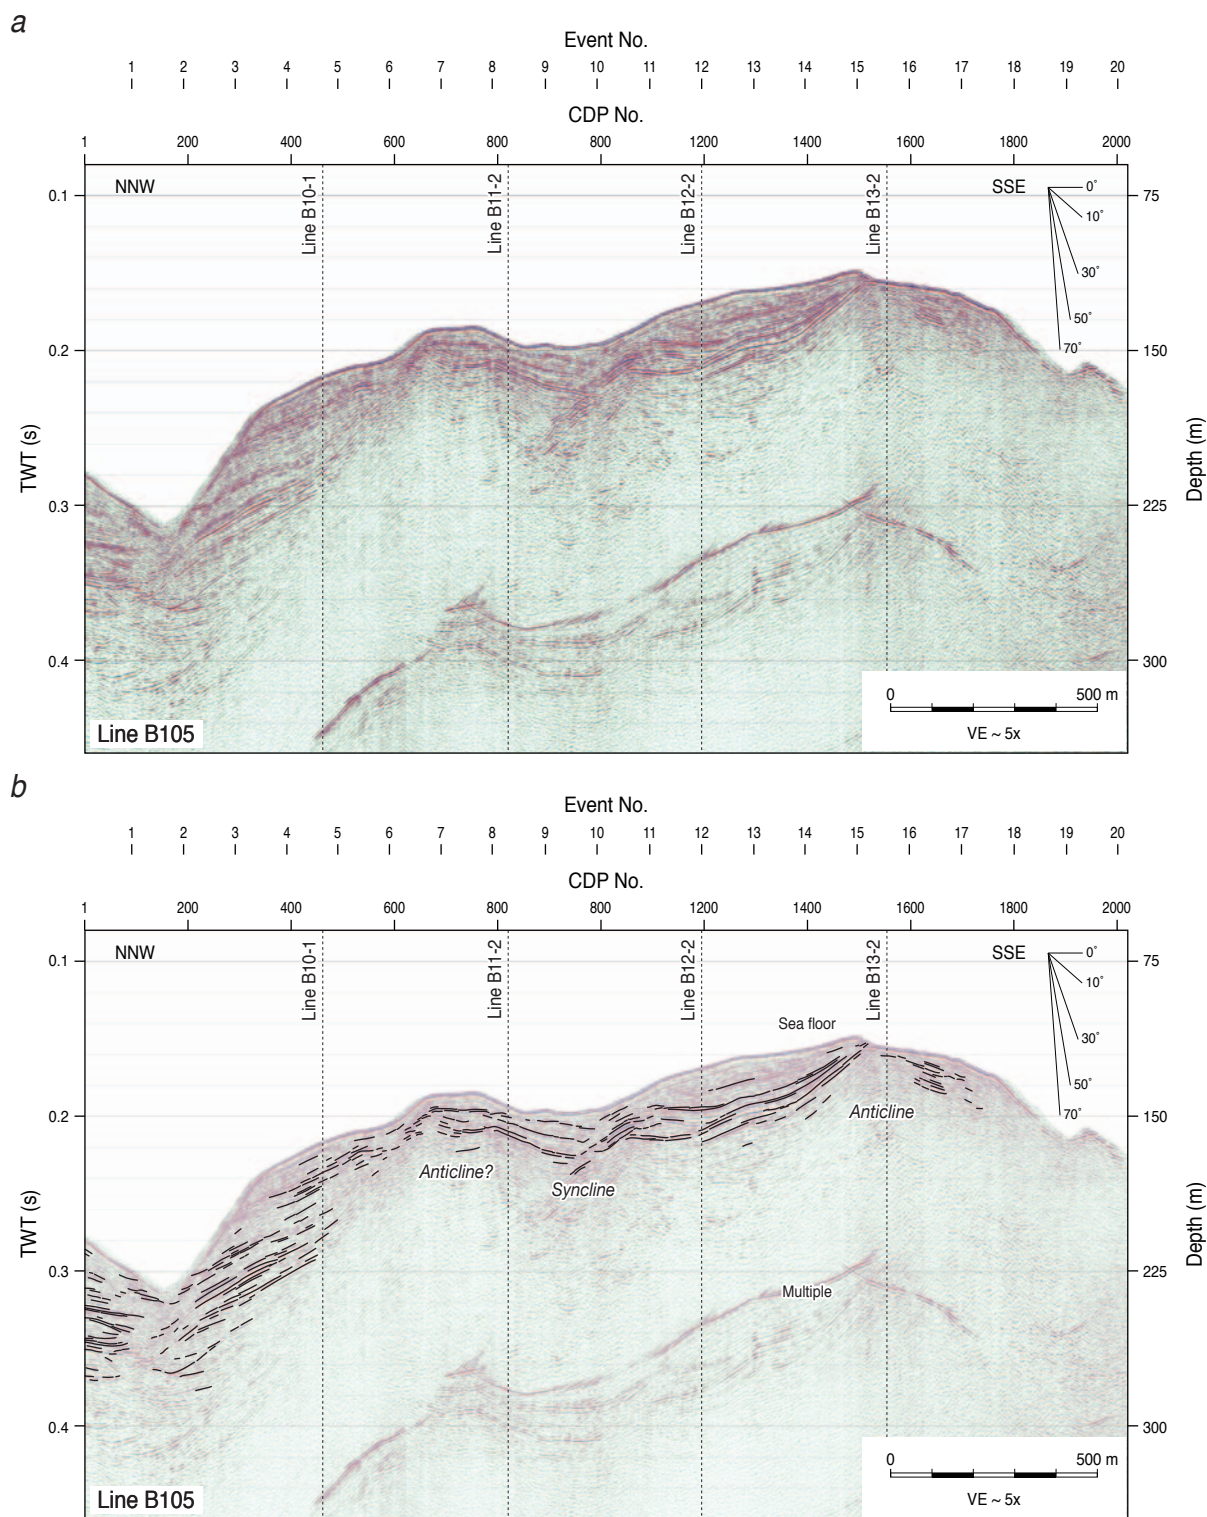 a
Event No.
1 2 3 4 5 6 7 8 9 10 11 12 13 14 15 16 17 18 19 20
CDP No.
1 200 400 600 800 800 1200 1400 1600 1800 2000
NNW
Line B10-1
Line B11-2
Line B12-2
Line B13-2
SSE
0°
10°
30°
50°
70°
0.1
0.2
0.3
0.4
TWT (s)
75
150
225
300
Depth (m)
Line B105
0 500 m
VE ~ 5x
b
Event No.
1 2 3 4 5 6 7 8 9 10 11 12 13 14 15 16 17 18 19 20
CDP No.
1 200 400 600 800 800 1200 1400 1600 1800 2000
NNW
Line B10-1
Line B11-2
Line B12-2
Line B13-2
SSE
0°
10°
30°
50°
70°
0.1
0.2
0.3
0.4
TWT (s)
75
150
225
300
Depth (m)
Sea floor
Anticline
Anticline?
Syncline
Multiple
Line B105
0 500 m
VE ~ 5x